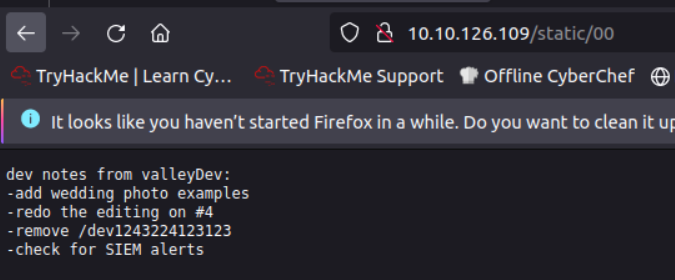 10.10.126.109/static/00
TryHackMe | Learn Cy... TryHackMe Support Offline CyberChef
It looks like you haven't started Firefox in a while. Do you want to clean it
dev notes from valleyDev:
-add wedding photo examples
-redo the editing on #4
-remove /dev1243224123123
-check for SIEM alerts